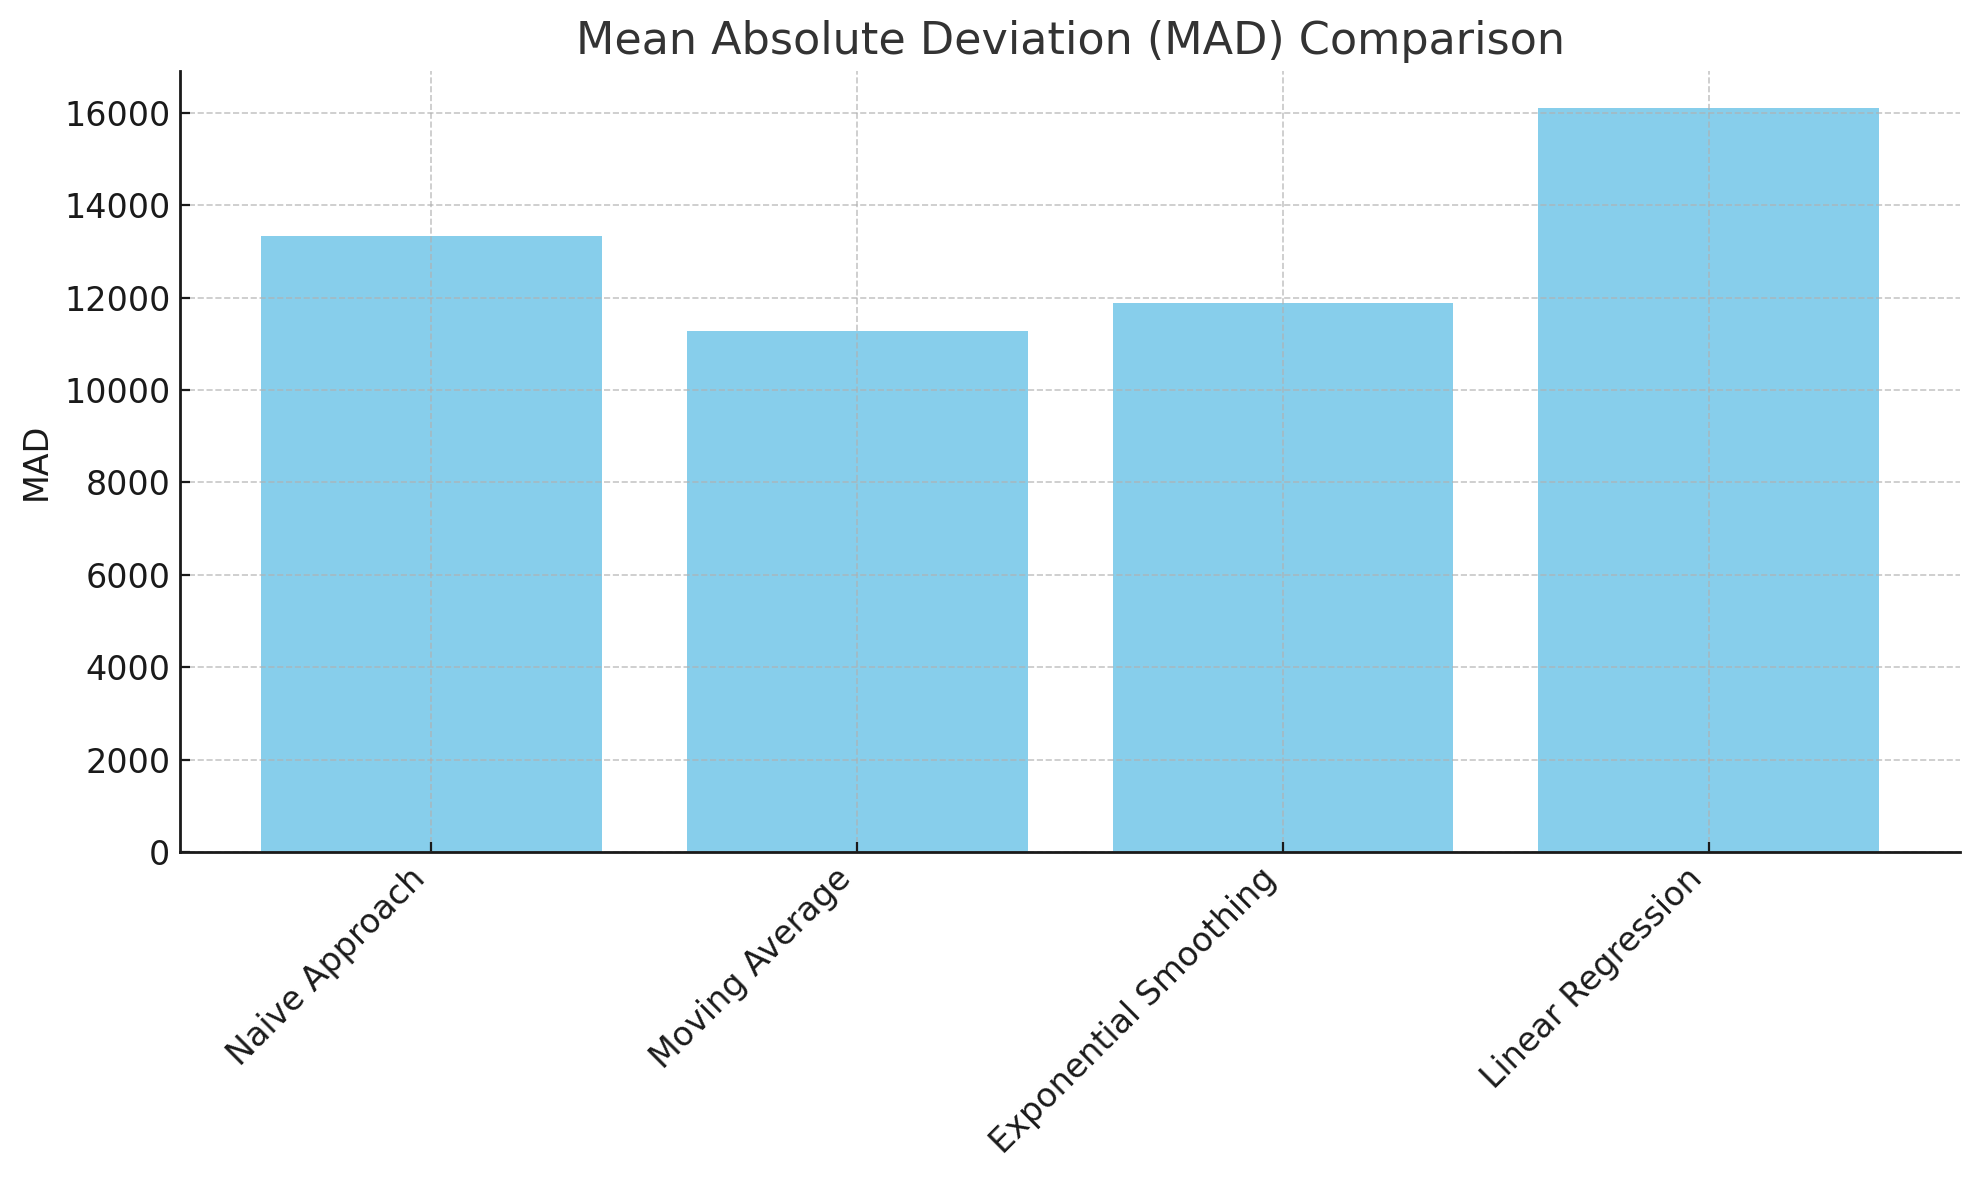 Mean Absolute Deviation (MAD) Comparison
16000
14000
12000
10000
8000
6000
4000
2000
0
MAD
Naive Approach
Moving Average
Exponential Smoothing
Linear Regression